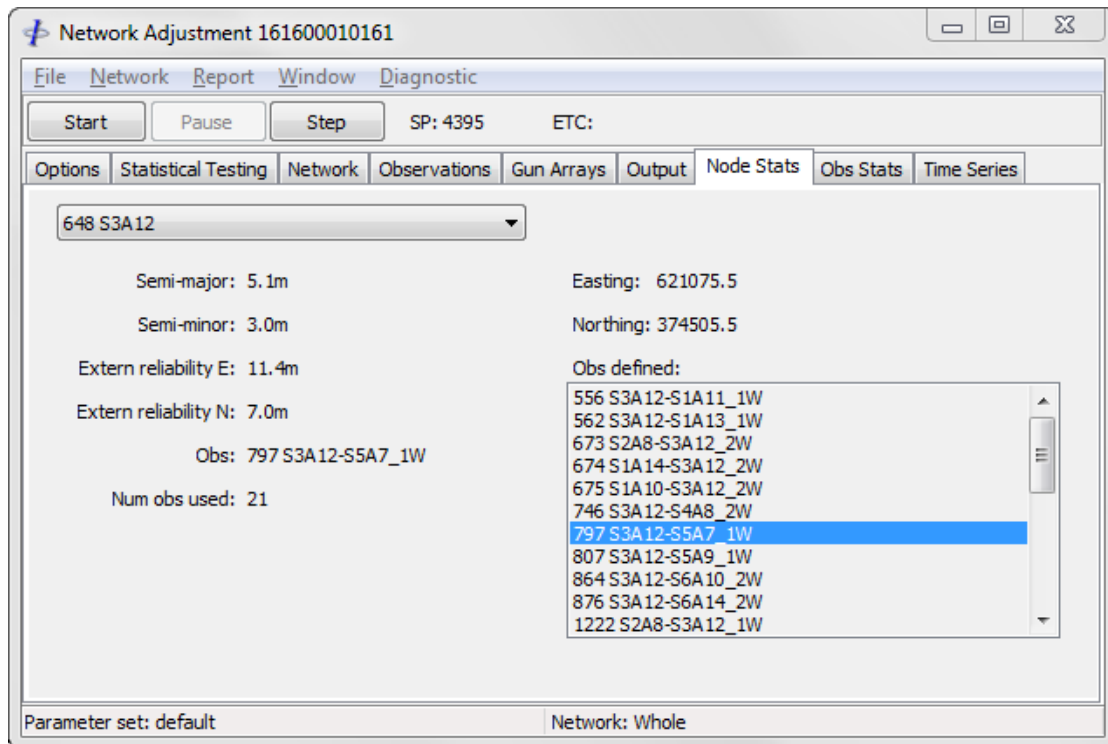 Network Adjustment 161600010161
File Network Report Window Diagnostic
Start Pause Step SP: 4395 ETC:
Options Statistical Testing Network Observations Gun Arrays Output Node Stats Obs Stats Time Series
648 S3A12
Semi-major: 5.1m
Semi-minor: 3.0m
Extern reliability E: 11.4m
Extern reliability N: 7.0m
Obs: 797 S3A12-S5A7_1W
Num obs used: 21
Easting: 621075.5
Northing: 374505.5
Obs defined:
556 S3A12-S1A11_1W
562 S3A12-S1A13_1W
673 S2A8-S3A12_2W
674 S1A14-S3A12_2W
675 S1A10-S3A12_2W
746 S3A12-S4A8_2W
797 S3A12-S5A7_1W
807 S3A12-S5A9_1W
864 S3A12-S6A10_2W
876 S3A12-S6A14_2W
1222 S2A8-S3A12_1W
Parameter set: default
Network: Whole